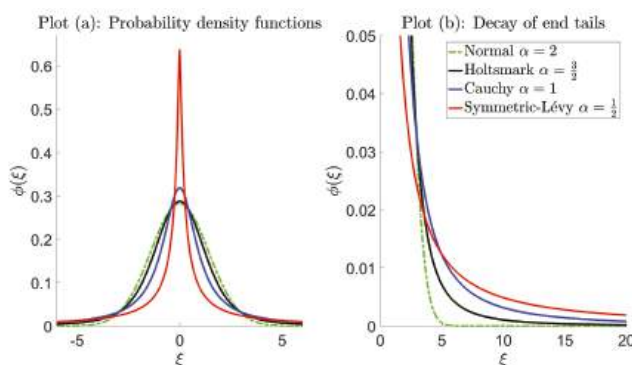 Plot (a): Probability density functions
0.6
0.5
0.4
0.3
0.2
0.1
0
-5
0
5
ϕ(ξ)
ξ
Plot (b): Decay of end tails
0.05
0.04
0.03
0.02
0.01
0
0
5
10
15
20
ϕ(ξ)
ξ
Normal α = 2
Holtsmark α = 3/2
Cauchy α = 1
Symmetric-Lévy α = 1/2